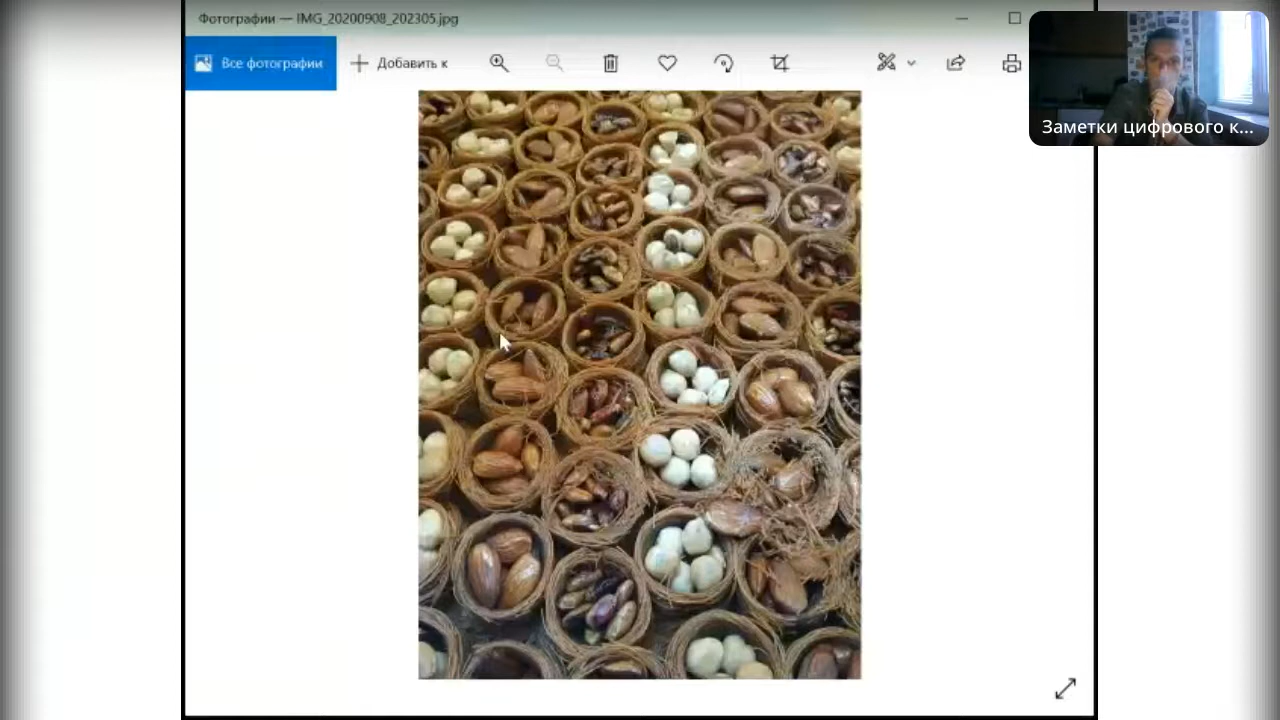 Фотографии — IMG_20200908_202305.jpg
Все фотографии
Добавить к
Заметки цифрового к...